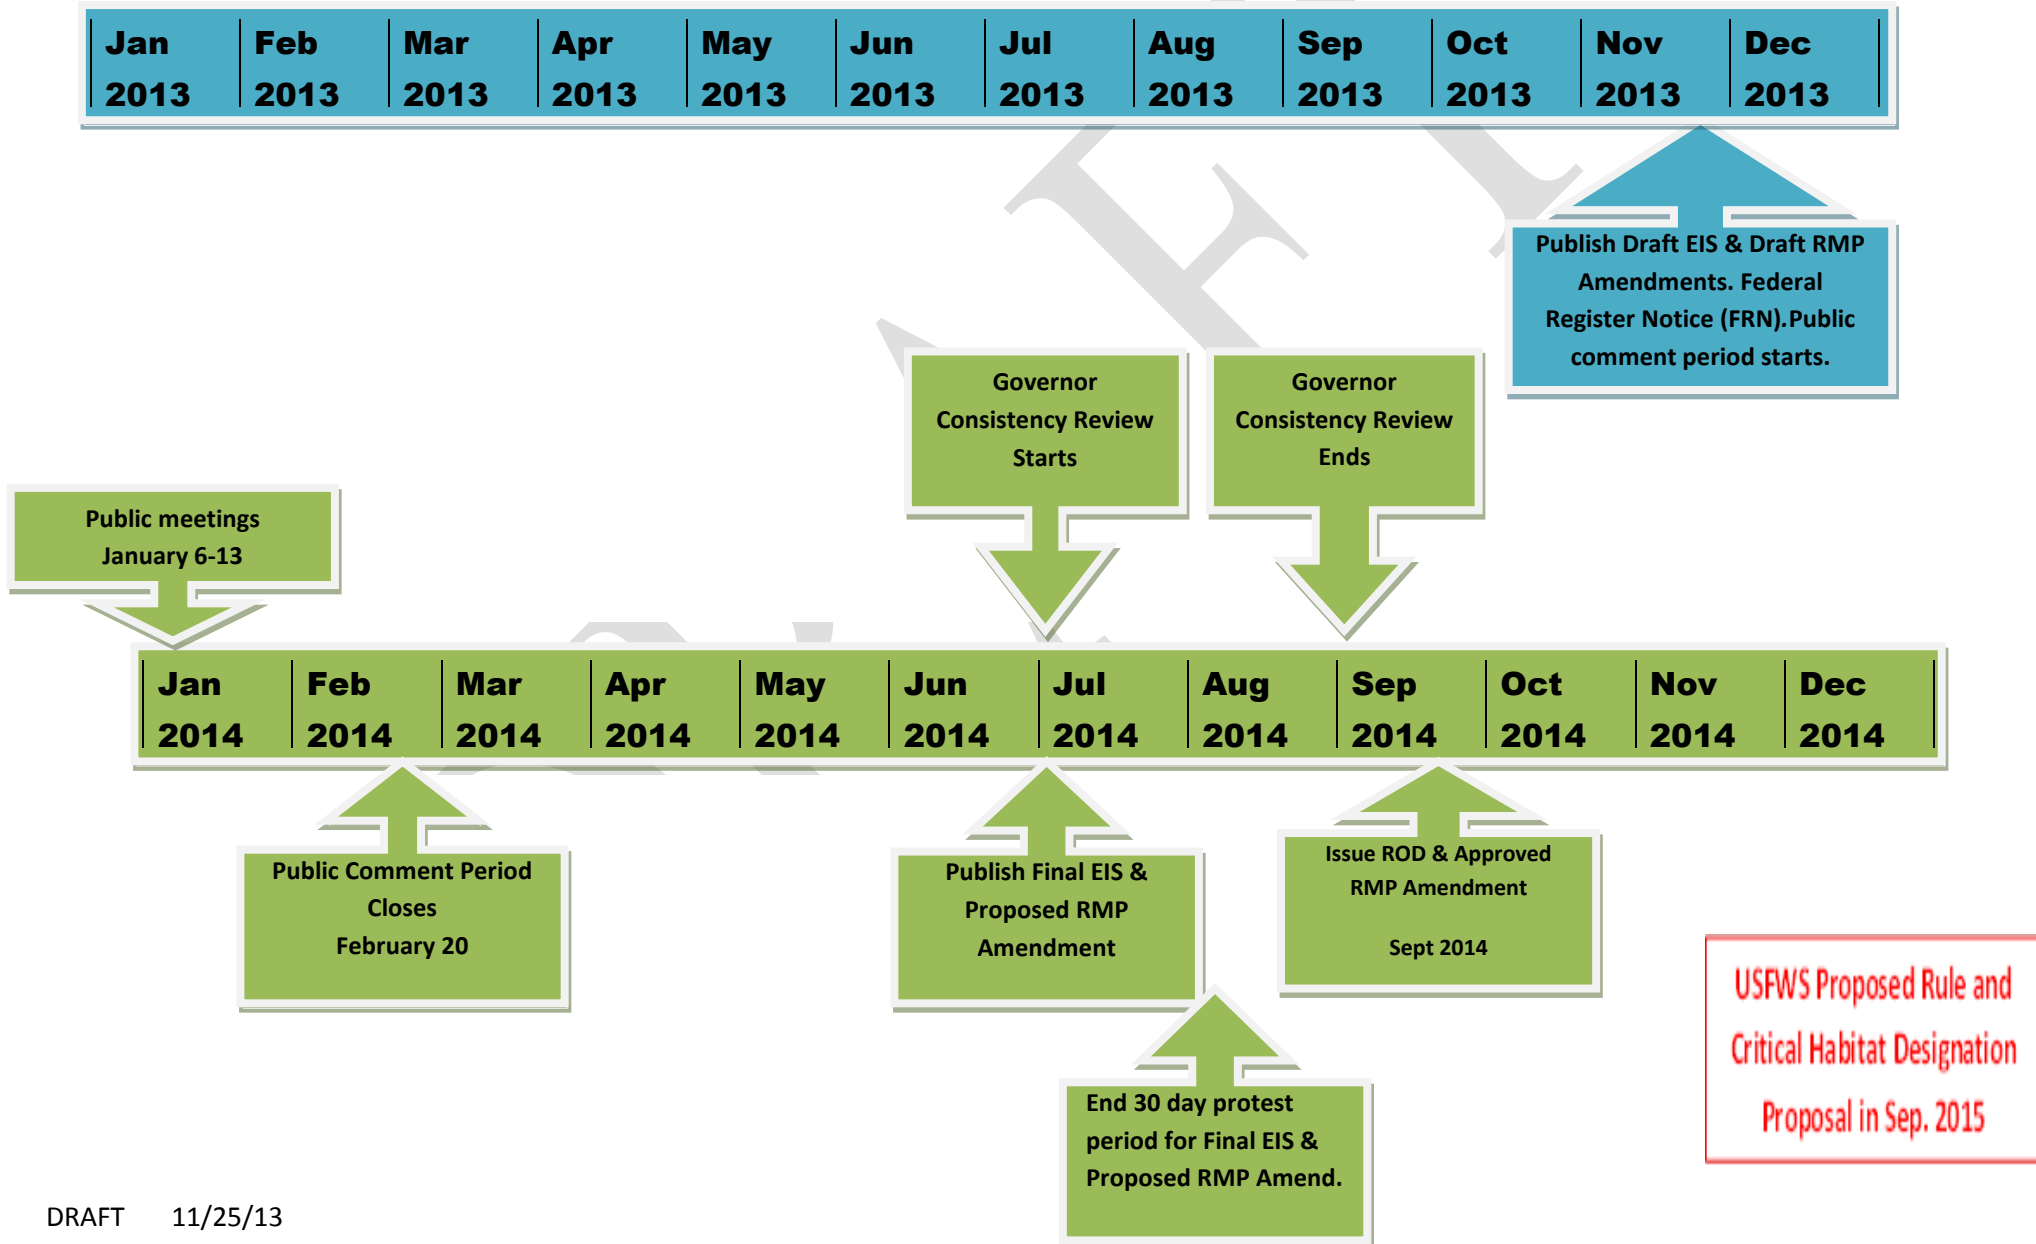 Jan Feb Mar Apr May Jun Jul Aug Sep Oct Nov Dec
2013 2013 2013 2013 2013 2013 2013 2013 2013 2013 2013 2013
Publish Draft EIS & Draft RMP
Amendments. Federal
Register Notice (FRN).Public
comment period starts.
Governor
Consistency Review
Starts
Governor
Consistency Review
Ends
Public meetings
January 6-13
Jan Feb Mar Apr May Jun Jul Aug Sep Oct Nov Dec
2014 2014 2014 2014 2014 2014 2014 2014 2014 2014 2014 2014
Public Comment Period
Closes
February 20
Publish Final EIS &
Proposed RMP
Amendment
Issue ROD & Approved
RMP Amendment
Sept 2014
End 30 day protest
period for Final EIS &
Proposed RMP Amend.
USFWS Proposed Rule and
Critical Habitat Designation
Proposal in Sep. 2015
DRAFT 11/25/13